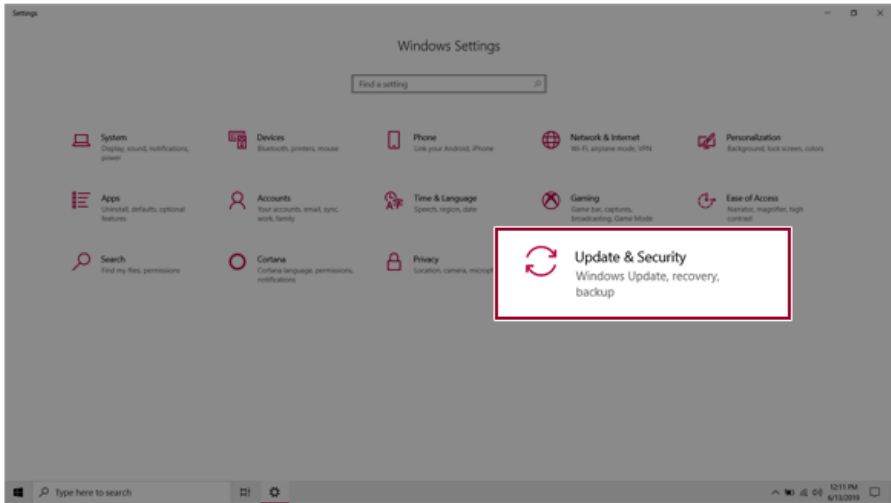 Settings
Windows Settings
Find a setting
System
Display, sound, notifications,
power
Devices
Bluetooth, printers, mouse
Phone
Link your Android, iPhone
Network & Internet
Wi-Fi, airplane mode, VPN
Personalization
Background, lock screen, colors
Apps
Uninstall, defaults, optional
features
Accounts
Your accounts, email, sync,
work, family
Time & Language
Speech, region, date
Gaming
Game bar, captures,
broadcasting, Game Mode
Ease of Access
Narrator, magnifier, high
contrast
Search
Find my files, permissions
Cortana
Cortana language, permissions,
notifications
Privacy
Location, camera,
Update & Security
Windows Update, recovery,
backup
Type here to search
12:11 PM
6/13/2019